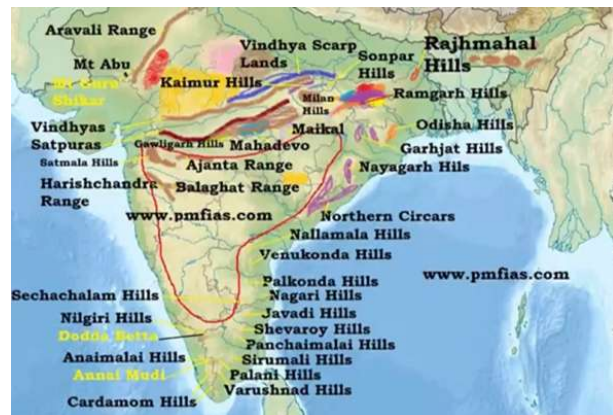 Aravali Range
Mt Abu
Mt Guru
Shikar
Vindhya Scarp
Lands
Kaimur Hills
Sonpar
Hills
Rajhmahal
Hills
Milan
Hills
Ramgarh Hills
Vindhyas
Satpuras
Gawligarh Hills
Mahadevo
Maikal
Odisha Hills
Satmala Hills
Ajanta Range
Garhjat Hills
Harishchandra
Range
Balaghat Range
Nayagarh Hils
www.pmfias.com
Northern Circars
Nallamala Hills
Venukonda Hills
www.pmfias.com
Palkonda Hills
Sechachalam Hills
Nagari Hills
Nilgiri Hills
Javadi Hills
Dodda Betta
Shevaroy Hills
Panchaimalai Hills
Anaimalai Hills
Sirumali Hills
Annai Mudi
Palani Hills
Varushnad Hills
Cardamom Hills